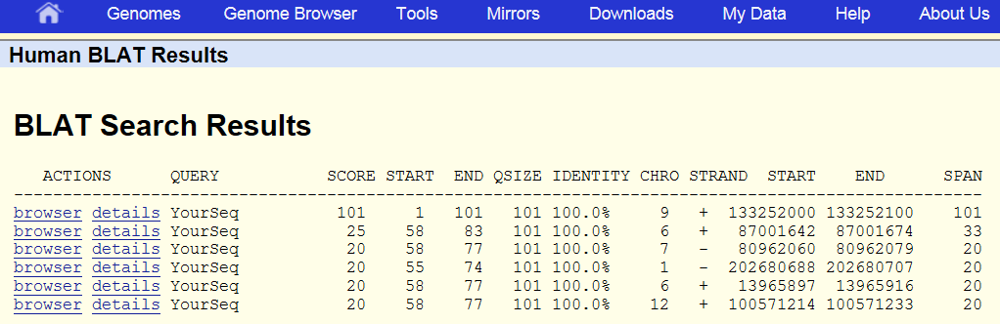 Genomes Genome Browser Tools Mirrors Downloads My Data Help About Us
Human BLAT Results
BLAT Search Results
ACTIONS QUERY SCORE START END QSIZE IDENTITY CHRO STRAND START END SPAN
---------------------------------------------------------------------------------------------------
browser details YourSeq 101 1 101 101 100.0% 9 + 133252000 133252100 101
browser details YourSeq 25 58 83 101 100.0% 6 + 87001642 87001674 33
browser details YourSeq 20 58 77 101 100.0% 7 - 80962060 80962079 20
browser details YourSeq 20 55 74 101 100.0% 1 - 202680688 202680707 20
browser details YourSeq 20 58 77 101 100.0% 6 + 13965897 13965916 20
browser details YourSeq 20 58 77 101 100.0% 12 + 100571214 100571233 20